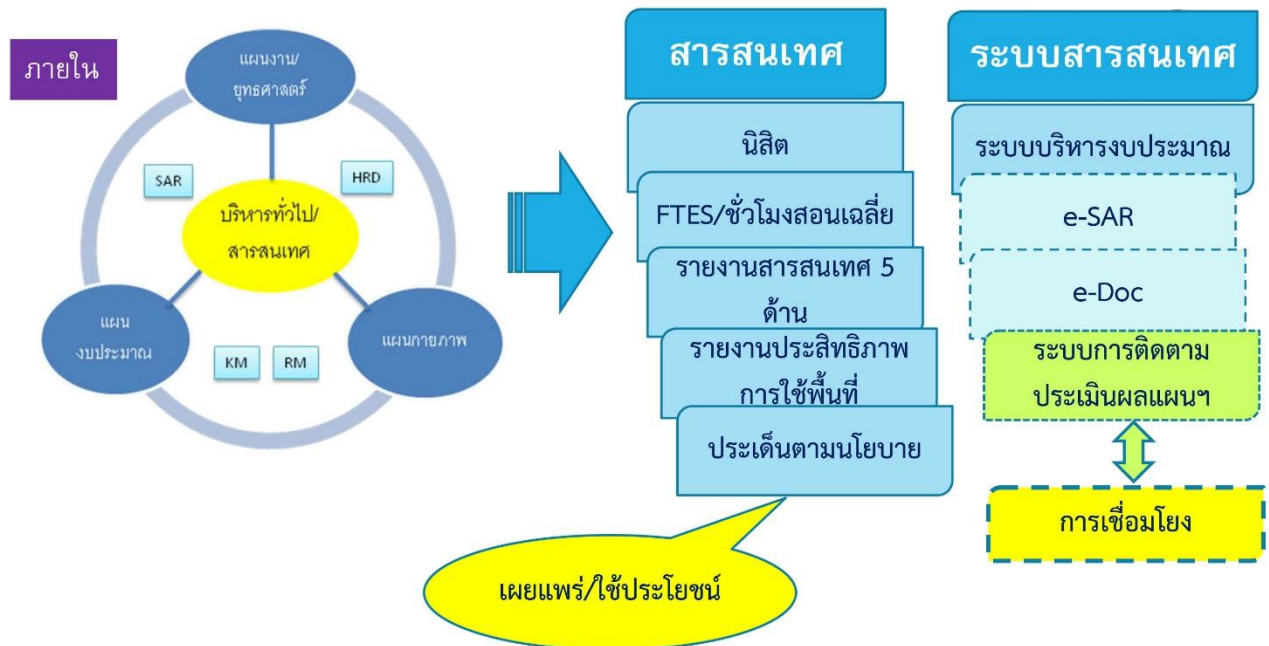 ภายใน
แผนงาน/
ยุทธศาสตร์
SAR
HRD
บริหารทั่วไป/
สารสนเทศ
แผน
งบประมาณ
แผนกายภาพ
KM
RM
สารสนเทศ
นิสิต
FTES/ชั่วโมงสอนเฉลี่ย
รายงานสารสนเทศ 5
ด้าน
รายงานประสิทธิภาพ
การใช้พื้นที่
ประเด็นตามนโยบาย
เผยแพร่/ใช้ประโยชน์
ระบบสารสนเทศ
ระบบบริหารงบประมาณ
e-SAR
e-Doc
ระบบการติดตาม
ประเมินผลแผนฯ
การเชื่อมโยง